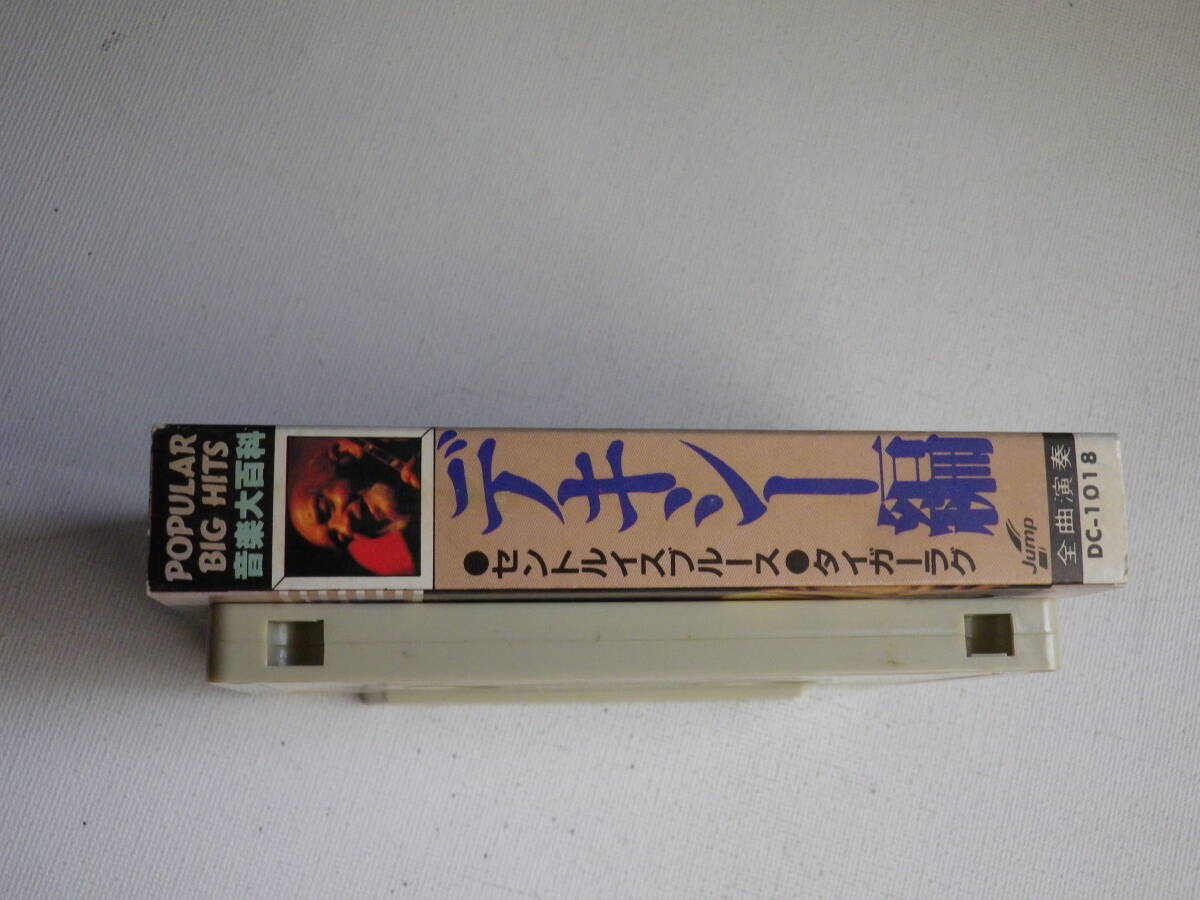 POPULAR
BIG HITS
音楽大百科
デキシー編
●セントルイスブルース●タイガーラグ
Jump
全曲演奏
DC-1018